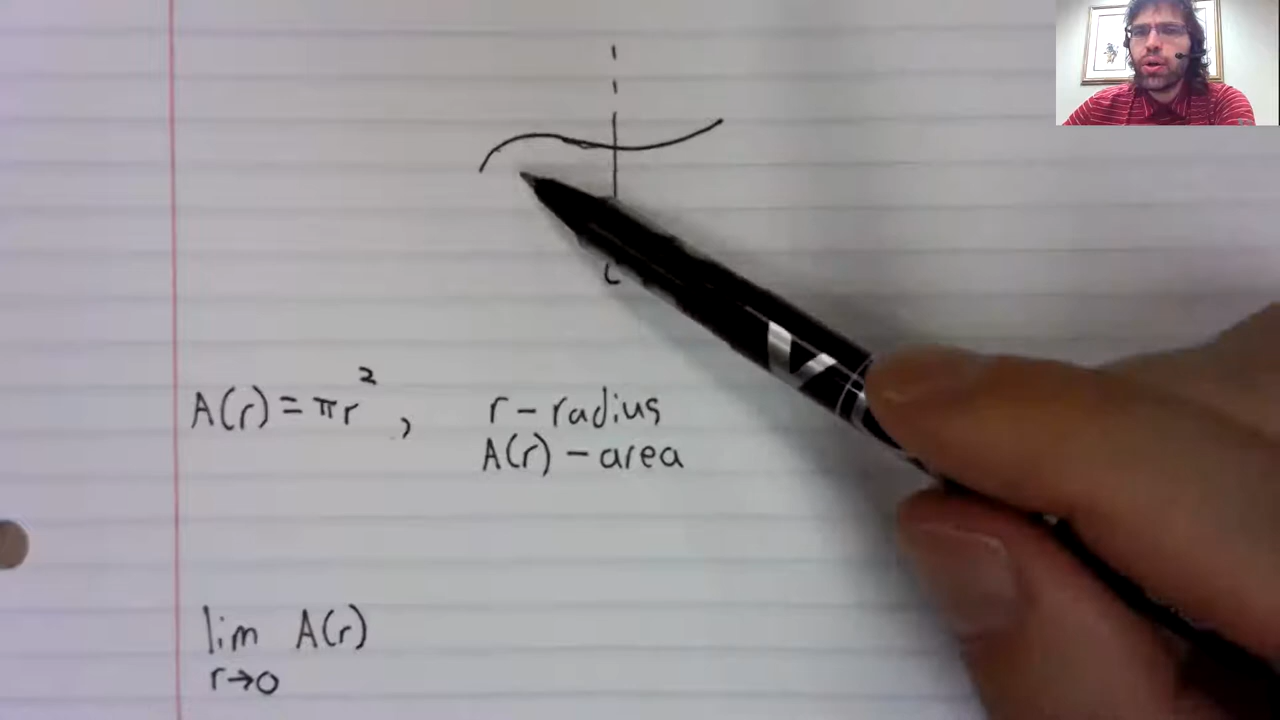 c
A(r) = πr², r – radius
A(r) – area
lim A(r)
r→0